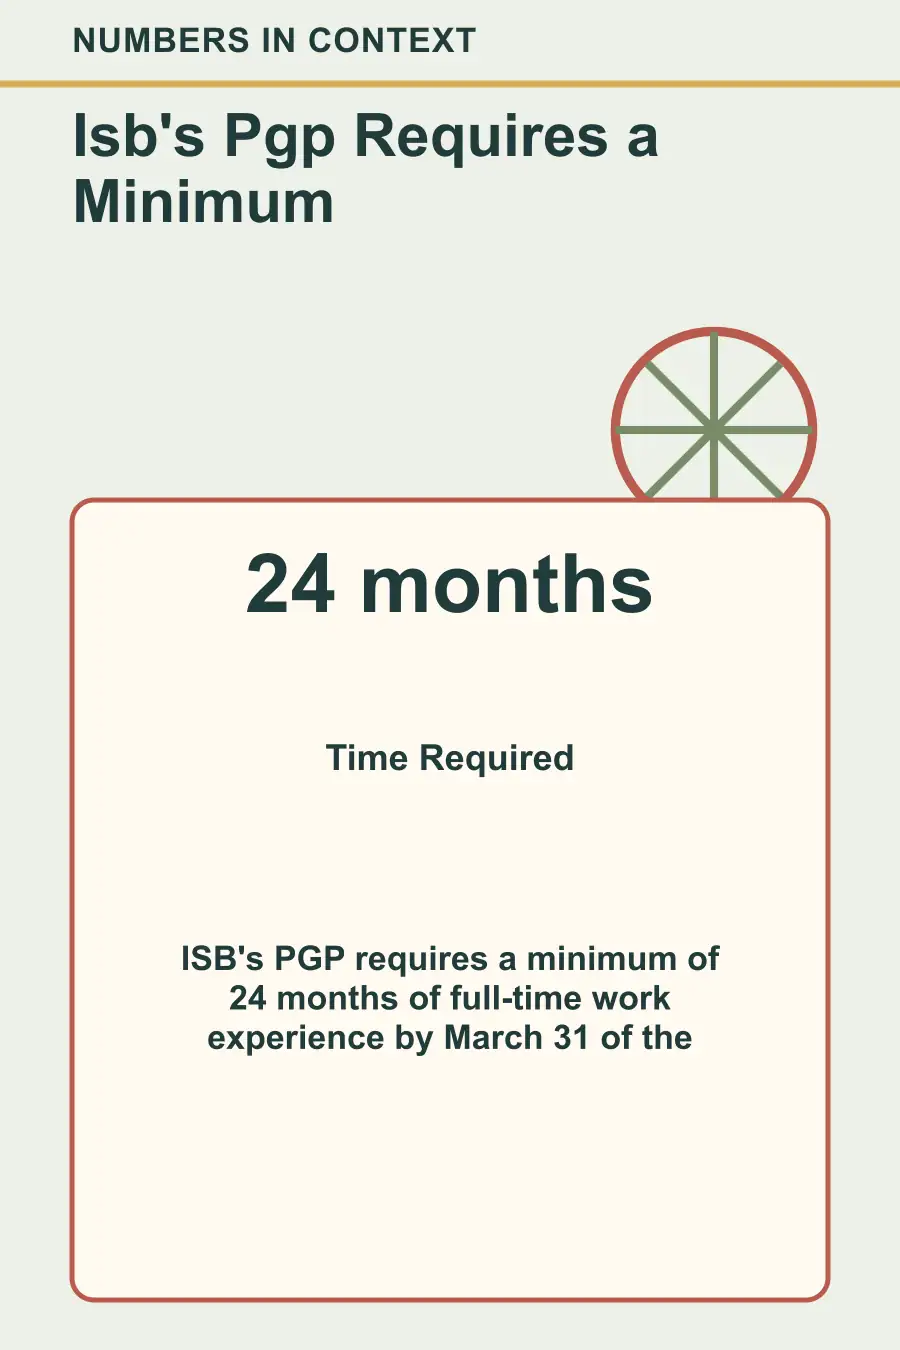 NUMBERS IN CONTEXT
Isb's Pgp Requires a
Minimum
24 months
Time Required
ISB's PGP requires a minimum of
24 months of full-time work
experience by March 31 of the